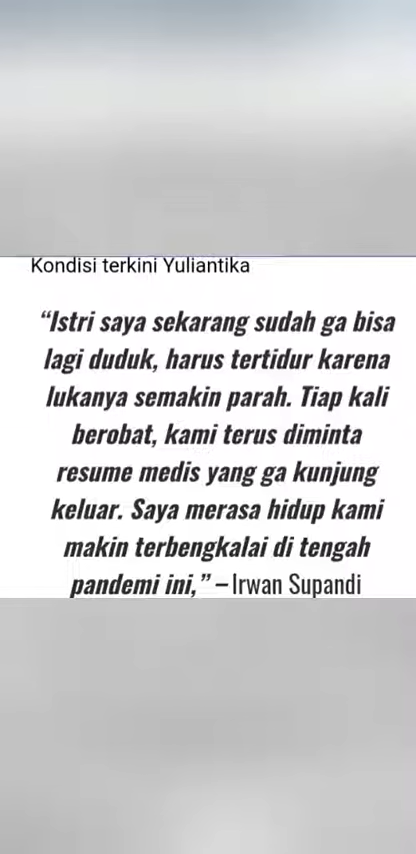 Kondisi terkini Yuliantika
“Istri saya sekarang sudah ga bisa
lagi duduk, harus tertidur karena
lukanya semakin parah. Tiap kali
berobat, kami terus diminta
resume medis yang ga kunjung
keluar. Saya merasa hidup kami
makin terbengkalai di tengah
pandemi ini,” – Irwan Supandi